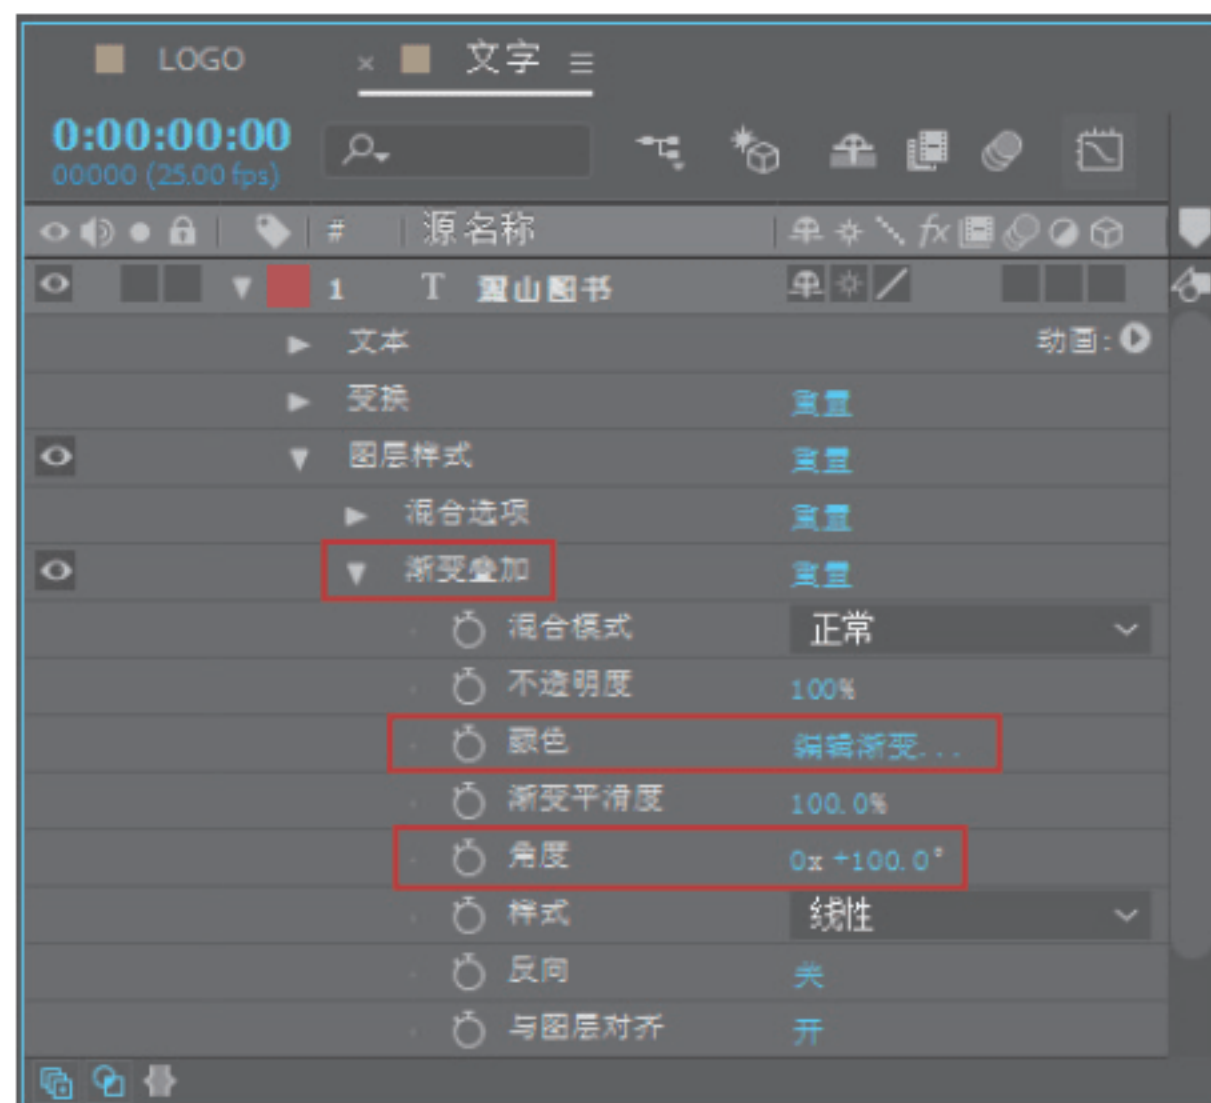 LOGO × 文字
0:00:00:00
00000 (25.00 fps)
# 源名称 fx
1 T 山图书
文本 动画:
变换 重置
图层样式 重置
混合选项 重置
渐变叠加 重置
混合模式 正常
不透明度 100%
颜色 编辑渐变...
渐变平滑度 100.0%
角度 0x +100.0°
样式 线性
反向 关
与图层对齐 开